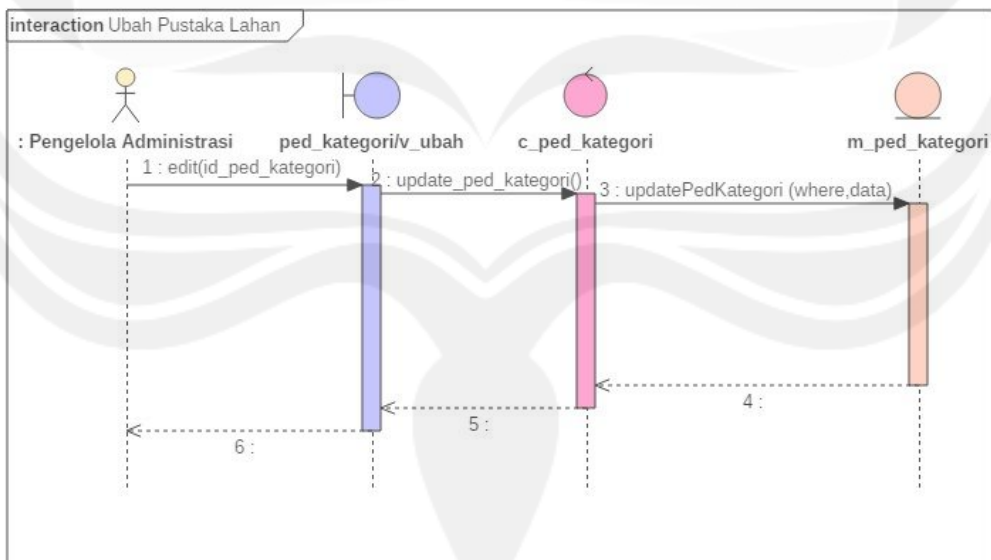 interaction Ubah Pustaka Lahan
: Pengelola Administrasi
ped_kategori/v_ubah
c_ped_kategori
m_ped_kategori
1 : edit(id_ped_kategori)
2 : update_ped_kategori()
3 : updatePedKategori (where,data)
4 :
5 :
6 :